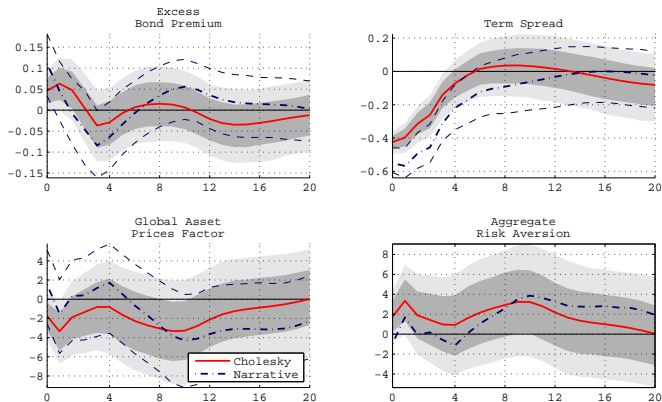 Excess
Bond Premium
0.15
0.1
0.05
0
-0.05
-0.1
-0.15
0 4 8 12 16 20
Term Spread
0.2
0
-0.2
-0.4
-0.6
0 4 8 12 16 20
Global Asset
Prices Factor
4
2
0
-2
-4
-6
-8
0 4 8 12 16 20
Cholesky
Narrative
Aggregate
Risk Aversion
8
6
4
2
0
-2
-4
0 4 8 12 16 20